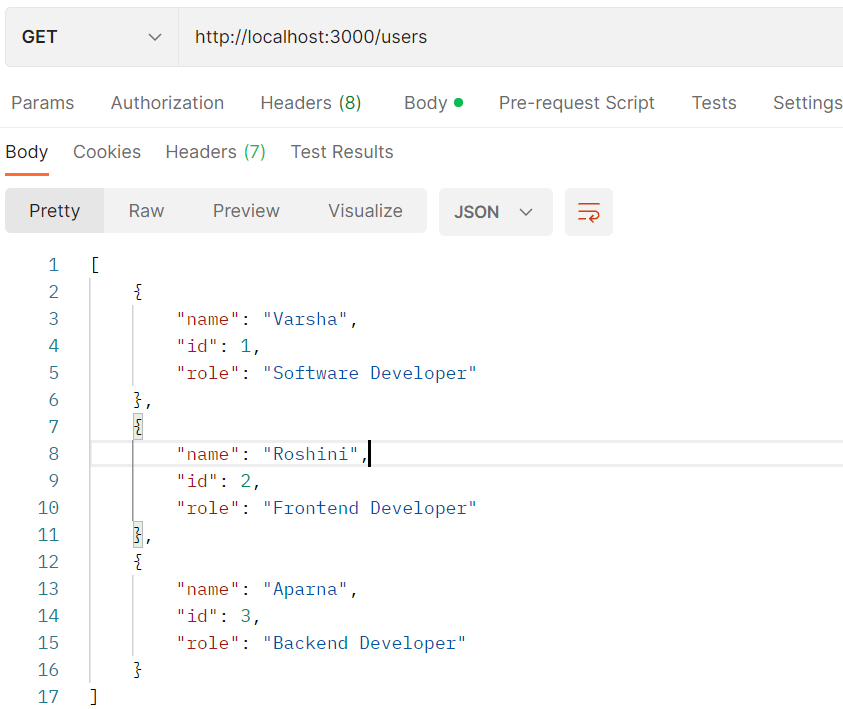 GET http://localhost:3000/users
Params Authorization Headers (8) Body Pre-request Script Tests Settings
Body Cookies Headers (7) Test Results
Pretty Raw Preview Visualize JSON
1 [
2 {
3 "name": "Varsha",
4 "id": 1,
5 "role": "Software Developer"
6 },
7 {
8 "name": "Roshini",
9 "id": 2,
10 "role": "Frontend Developer"
11 },
12 {
13 "name": "Aparna",
14 "id": 3,
15 "role": "Backend Developer"
16 }
17 ]